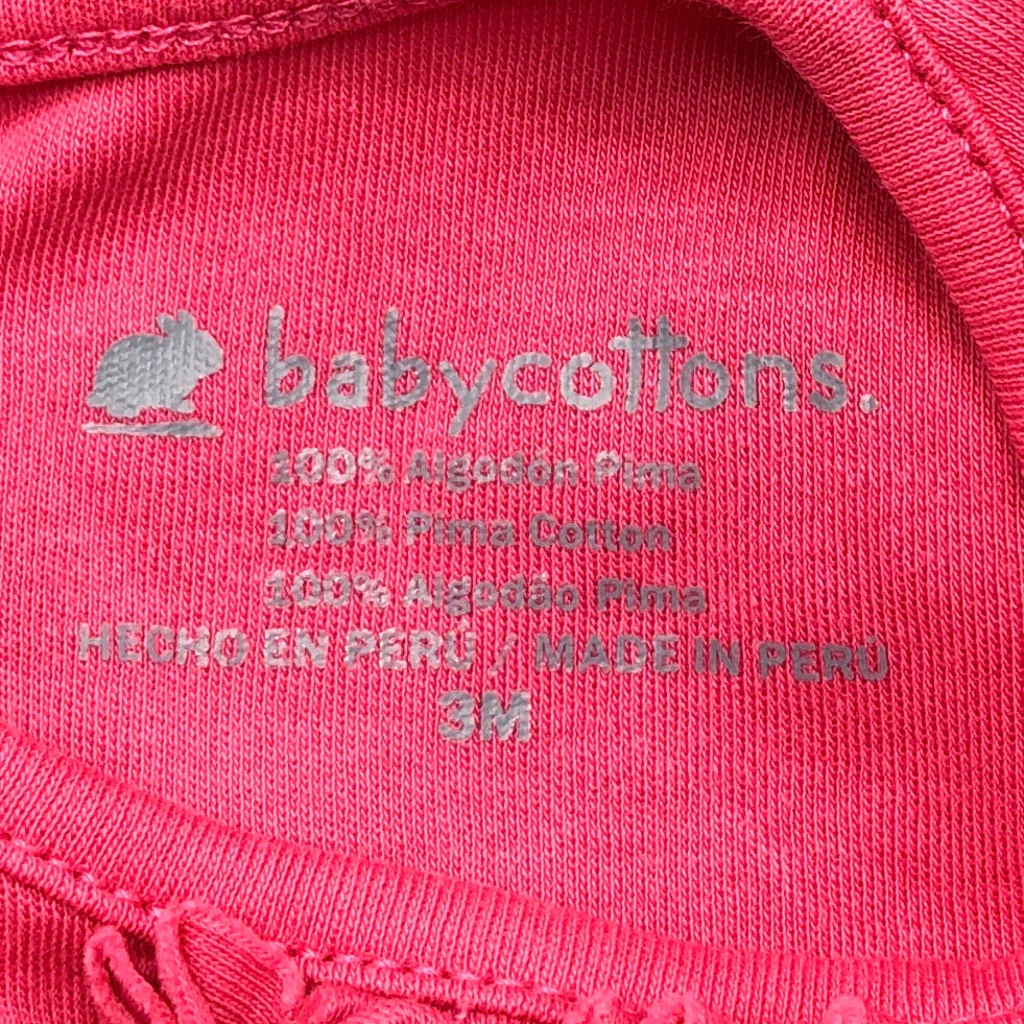 babycottons.
100% Algodón Pima
100% Pima Cotton
100% Algodão Pima
HECHO EN PERÚ / MADE IN PERÚ
3M